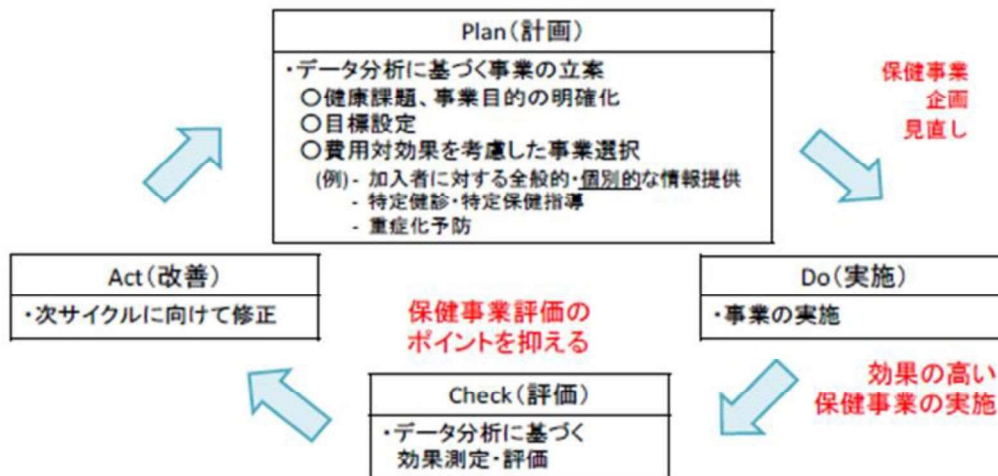 Plan(計画)
・データ分析に基づく事業の立案
○健康課題、事業目的の明確化
○目標設定
○費用対効果を考慮した事業選択
(例)- 加入者に対する全般的・個別的な情報提供
- 特定健診・特定保健指導
- 重症化予防
保健事業
企画
見直し
Do(実施)
・事業の実施
効果の高い
保健事業の実施
Check(評価)
・データ分析に基づく
効果測定・評価
保健事業評価の
ポイントを抑える
Act(改善)
・次サイクルに向けて修正